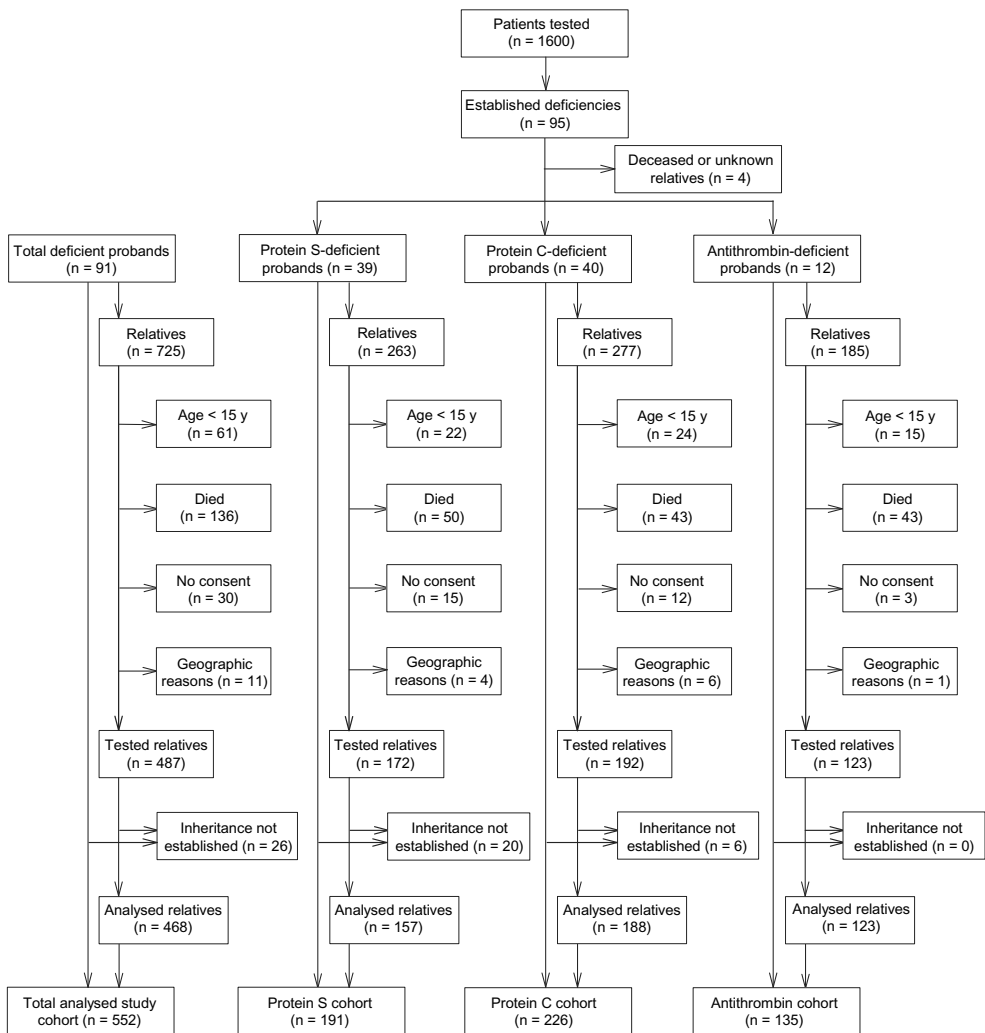 Patients tested
(n = 1600)
Established deficiencies
(n = 95)
Deceased or unknown
relatives (n = 4)
Total deficient probands
(n = 91)
Protein S-deficient
probands (n = 39)
Protein C-deficient
probands (n = 40)
Antithrombin-deficient
probands (n = 12)
Relatives
(n = 725)
Relatives
(n = 263)
Relatives
(n = 277)
Relatives
(n = 185)
Age < 15 y
(n = 61)
Age < 15 y
(n = 22)
Age < 15 y
(n = 24)
Age < 15 y
(n = 15)
Died
(n = 136)
Died
(n = 50)
Died
(n = 43)
Died
(n = 43)
No consent
(n = 30)
No consent
(n = 15)
No consent
(n = 12)
No consent
(n = 3)
Geographic
reasons (n = 11)
Geographic
reasons (n = 4)
Geographic
reasons (n = 6)
Geographic
reasons (n = 1)
Tested relatives
(n = 487)
Tested relatives
(n = 172)
Tested relatives
(n = 192)
Tested relatives
(n = 123)
Inheritance not
established (n = 26)
Inheritance not
established (n = 20)
Inheritance not
established (n = 6)
Inheritance not
established (n = 0)
Analysed relatives
(n = 468)
Analysed relatives
(n = 157)
Analysed relatives
(n = 188)
Analysed relatives
(n = 123)
Total analysed study
cohort (n = 552)
Protein S cohort
(n = 191)
Protein C cohort
(n = 226)
Antithrombin cohort
(n = 135)